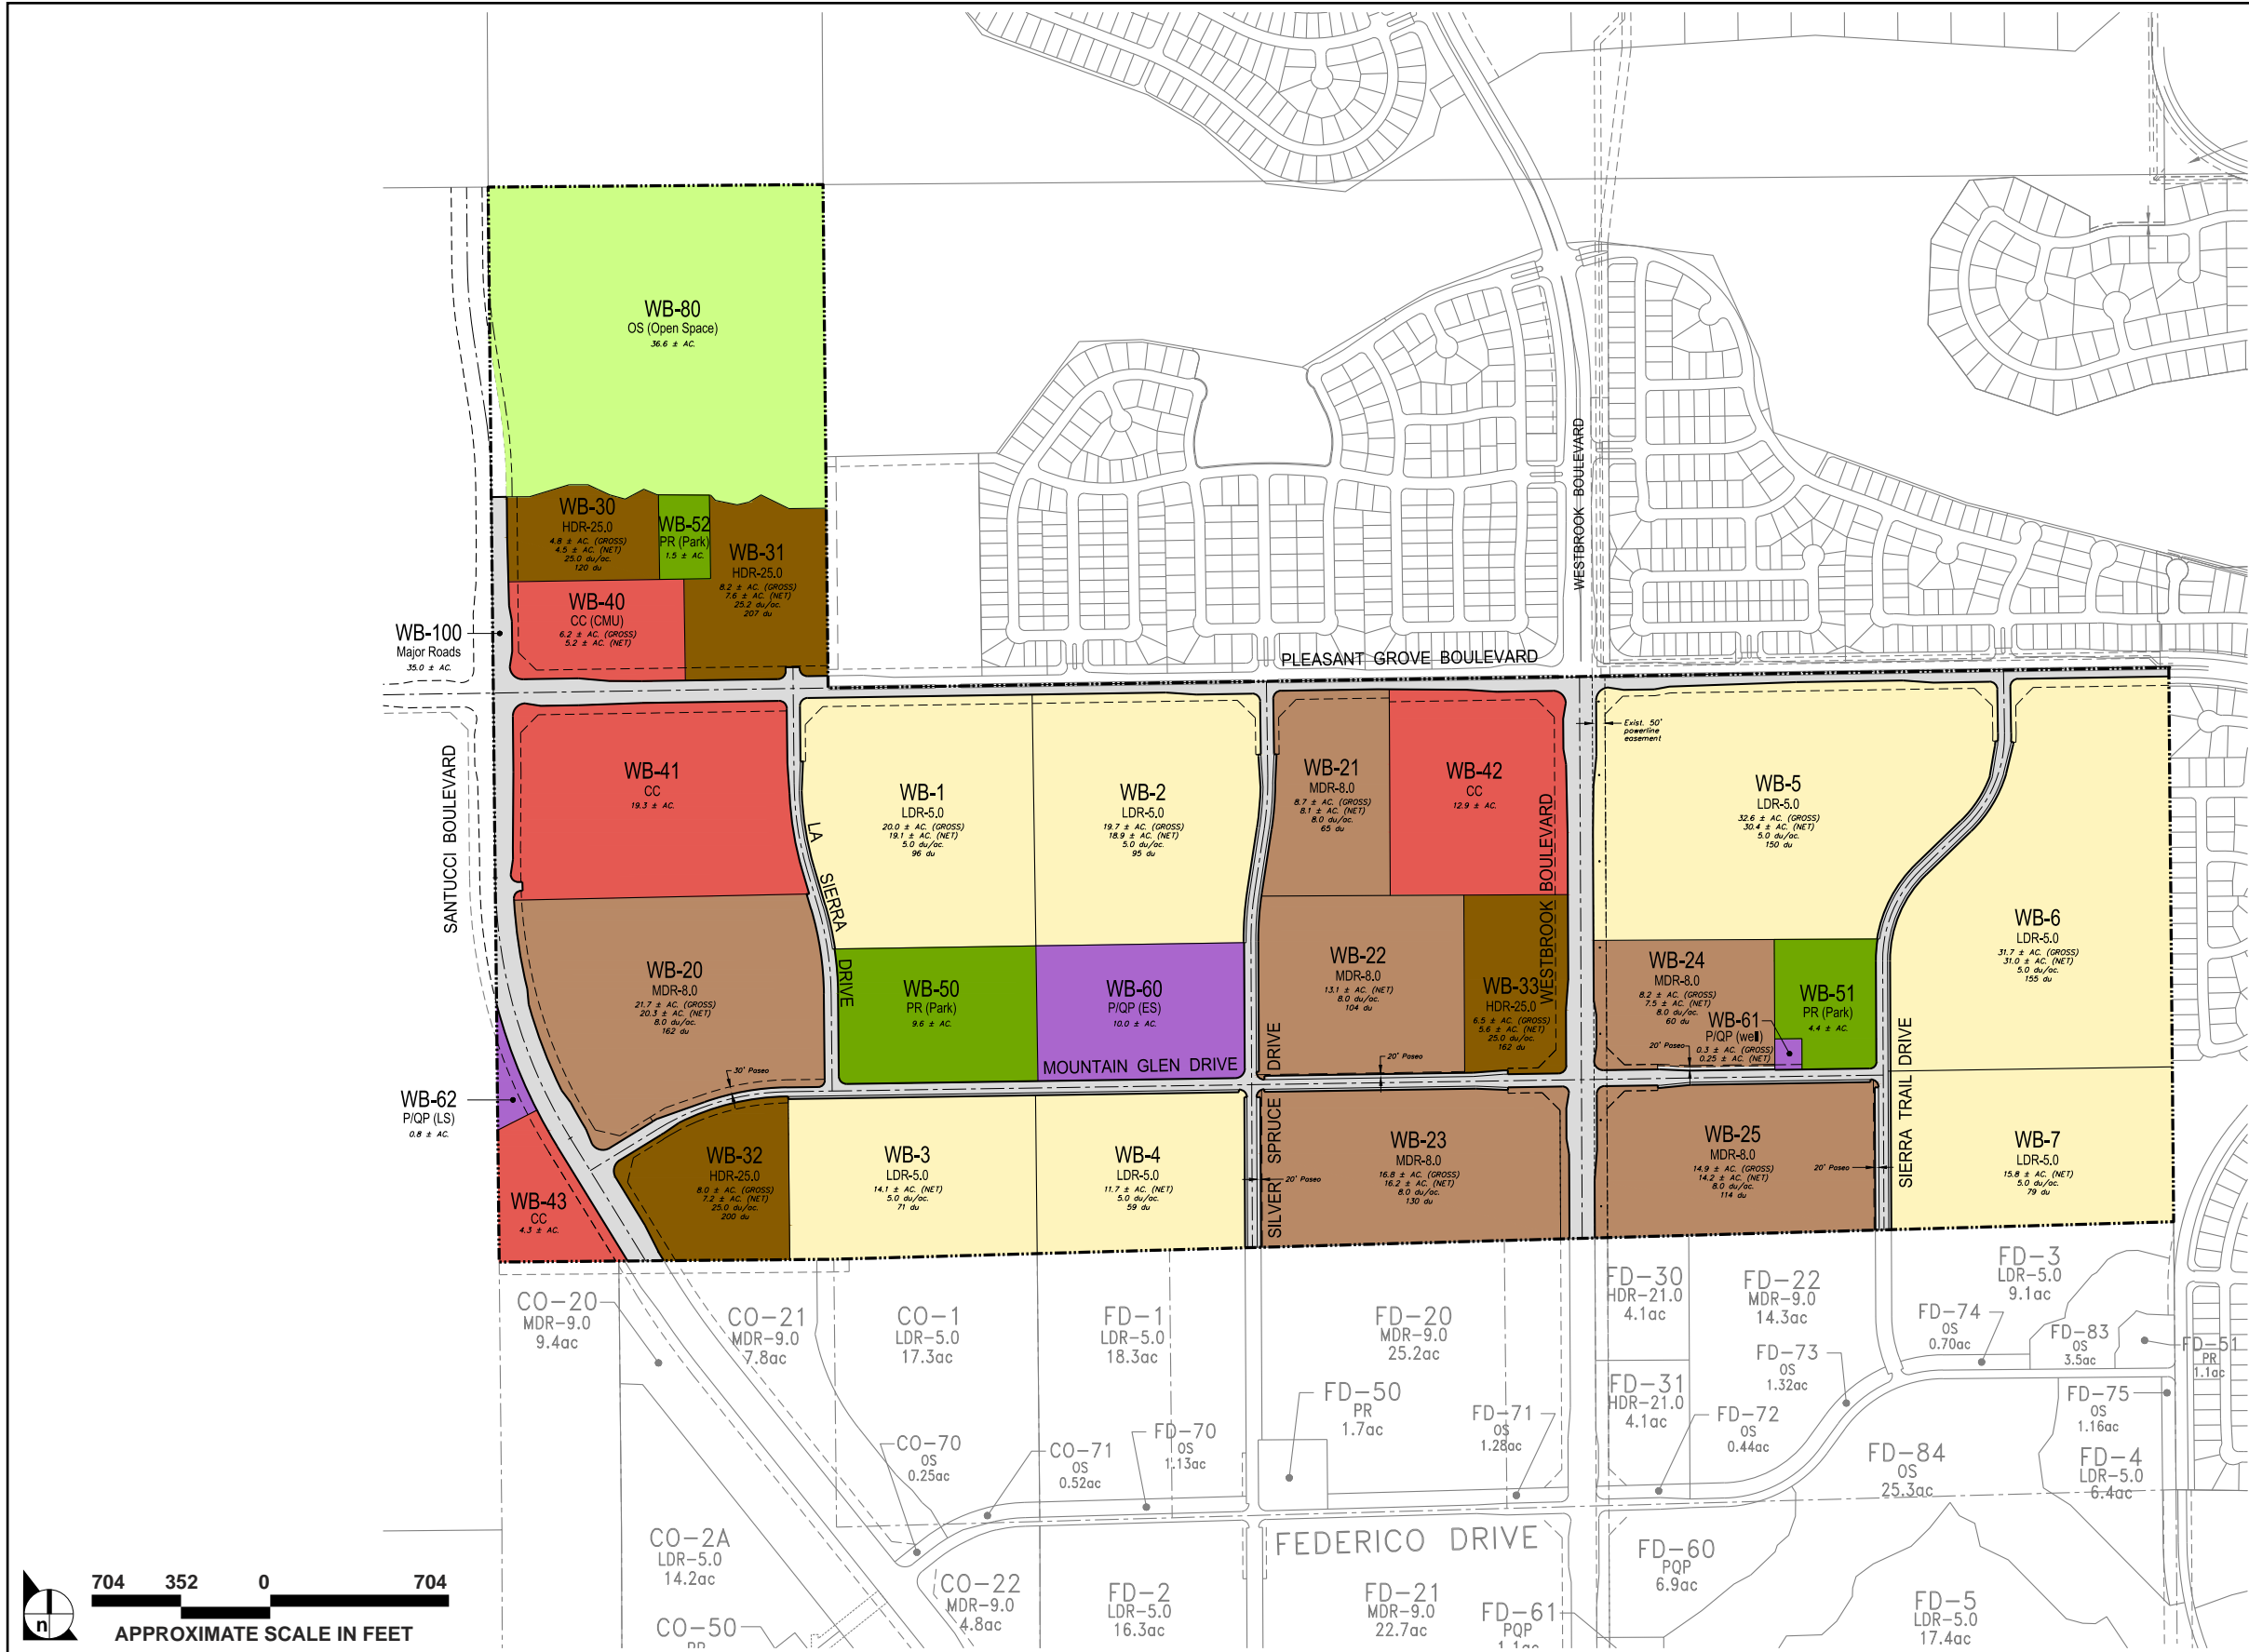 WB-80
OS (Open Space)
36.6 ± AC.
WB-30
HDR-25.0
4.8 ± AC. (GROSS)
4.5 ± AC. (NET)
25.0 du/ac.
120 du
WB-52
PR (Park)
1.5 ± AC.
WB-31
HDR-25.0
8.2 ± AC. (GROSS)
7.6 ± AC. (NET)
25.2 du/ac.
207 du
WB-40
CC (CMU)
6.2 ± AC. (GROSS)
5.2 ± AC. (NET)
WB-100
Major Roads
35.0 ± AC.
WESTBROOK BOULEVARD
PLEASANT GROVE BOULEVARD
SANTUCCI BOULEVARD
WB-41
CC
19.3 ± AC.
LA SIERRA DRIVE
WB-1
LDR-5.0
20.0 ± AC. (GROSS)
19.1 ± AC. (NET)
5.0 du/ac.
96 du
WB-2
LDR-5.0
19.7 ± AC. (GROSS)
18.9 ± AC. (NET)
5.0 du/ac.
95 du
WB-21
MDR-8.0
8.7 ± AC. (GROSS)
8.1 ± AC. (NET)
8.0 du/ac.
65 du
WB-42
CC
12.9 ± AC.
WESTBROOK BOULEVARD
Exist. 50'
powerline
easement
WB-5
LDR-5.0
32.6 ± AC. (GROSS)
30.4 ± AC. (NET)
5.0 du/ac.
150 du
WB-6
LDR-5.0
31.7 ± AC. (GROSS)
31.0 ± AC. (NET)
5.0 du/ac.
155 du
WB-20
MDR-8.0
21.7 ± AC. (GROSS)
20.3 ± AC. (NET)
8.0 du/ac.
162 du
WB-50
PR (Park)
9.6 ± AC.
WB-60
P/QP (ES)
10.0 ± AC.
WB-22
MDR-8.0
13.1 ± AC. (NET)
8.0 du/ac.
104 du
WB-33
HDR-25.0
6.5 ± AC. (GROSS)
5.6 ± AC. (NET)
25.0 du/ac.
162 du
WB-24
MDR-8.0
8.2 ± AC. (GROSS)
7.5 ± AC. (NET)
8.0 du/ac.
60 du
WB-61
P/QP (well)
0.3 ± AC. (GROSS)
0.25 ± AC. (NET)
WB-51
PR (Park)
4.4 ± AC.
20' Paseo
MOUNTAIN GLEN DRIVE
20' Paseo
30' Paseo
SILVER SPRUCE DRIVE
SIERRA TRAIL DRIVE
WB-62
P/QP (LS)
0.8 ± AC.
WB-43
CC
4.3 ± AC.
WB-32
HDR-25.0
8.0 ± AC. (GROSS)
7.2 ± AC. (NET)
25.0 du/ac.
200 du
WB-3
LDR-5.0
14.1 ± AC. (NET)
5.0 du/ac.
71 du
WB-4
LDR-5.0
11.7 ± AC. (NET)
5.0 du/ac.
59 du
20' Paseo
WB-23
MDR-8.0
16.8 ± AC. (GROSS)
16.2 ± AC. (NET)
8.0 du/ac.
130 du
WB-25
MDR-8.0
14.9 ± AC. (GROSS)
14.2 ± AC. (NET)
8.0 du/ac.
114 du
20' Paseo
WB-7
LDR-5.0
15.8 ± AC. (NET)
5.0 du/ac.
79 du
CO-20
MDR-9.0
9.4ac
CO-21
MDR-9.0
7.8ac
CO-1
LDR-5.0
17.3ac
FD-1
LDR-5.0
18.3ac
FD-20
MDR-9.0
25.2ac
FD-30
HDR-21.0
4.1ac
FD-22
MDR-9.0
14.3ac
FD-3
LDR-5.0
9.1ac
FD-74
OS
0.70ac
FD-83
OS
3.5ac
FD-51
PR
1.1ac
FD-73
OS
1.32ac
FD-31
HDR-21.0
4.1ac
FD-50
PR
1.7ac
FD-71
OS
1.28ac
FD-72
OS
0.44ac
FD-75
OS
1.16ac
CO-70
OS
0.25ac
CO-71
OS
0.52ac
FD-70
OS
1.13ac
FD-84
OS
25.3ac
FD-4
LDR-5.0
6.4ac
FEDERICO DRIVE
CO-2A
LDR-5.0
14.2ac
CO-50
CO-22
MDR-9.0
4.8ac
FD-2
LDR-5.0
16.3ac
FD-21
MDR-9.0
22.7ac
FD-61
PQP
FD-60
PQP
6.9ac
FD-5
LDR-5.0
17.4ac
n
704 352 0 704
APPROXIMATE SCALE IN FEET